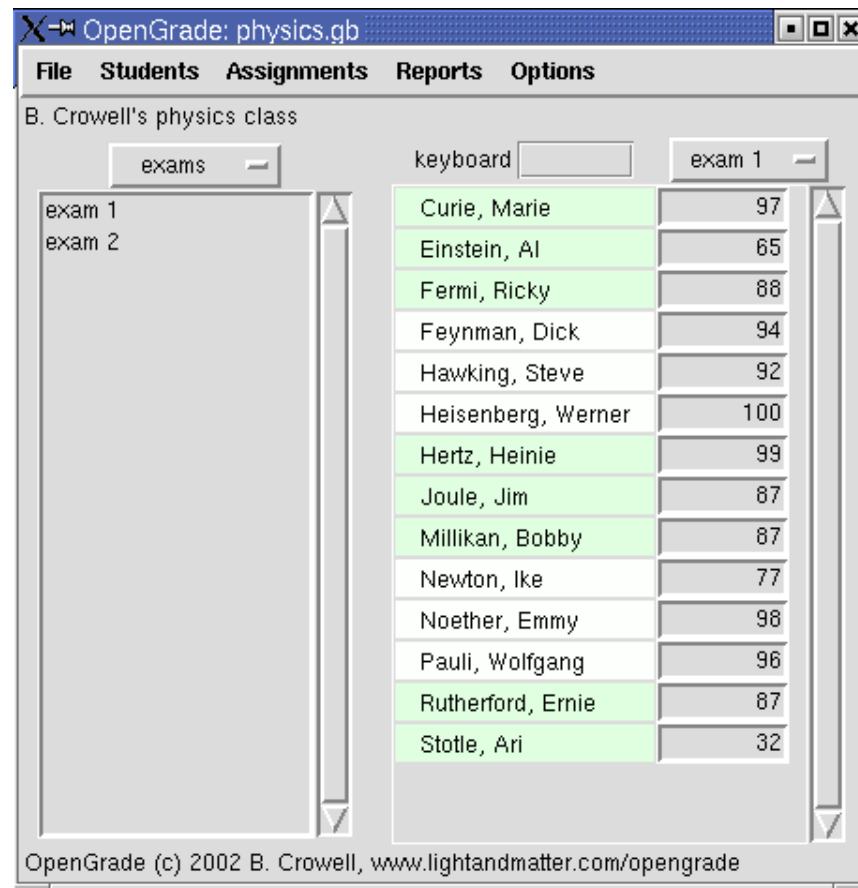 OpenGrade: physics.gb
File Students Assignments Reports Options
B. Crowell's physics class
exams
exam 1
exam 2
keyboard exam 1
Curie, Marie 97
Einstein, Al 65
Fermi, Ricky 88
Feynman, Dick 94
Hawking, Steve 92
Heisenberg, Werner 100
Hertz, Heinie 99
Joule, Jim 87
Millikan, Bobby 87
Newton, Ike 77
Noether, Emmy 98
Pauli, Wolfgang 96
Rutherford, Ernie 87
Stotle, Ari 32
OpenGrade (c) 2002 B. Crowell, www.lightandmatter.com/opengrade